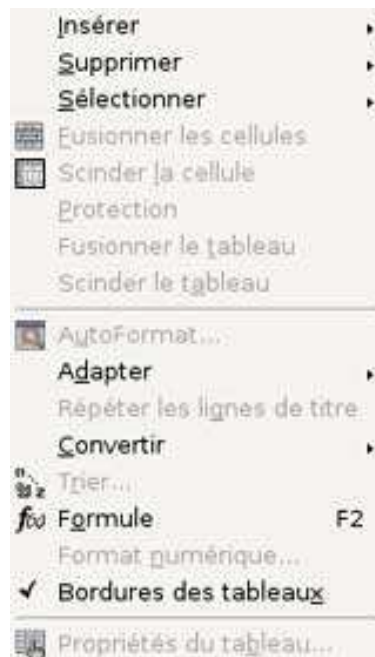 Insérer
Supprimer
Sélectionner
Fusionner les cellules
Scinder la cellule
Protection
Fusionner le tableau
Scinder le tableau
AutoFormat...
Adapter
Répéter les lignes de titre
Convertir
Trier...
f(x) Formule F2
Format numérique...
✓ Bordures des tableaux
Propriétés du tableau...